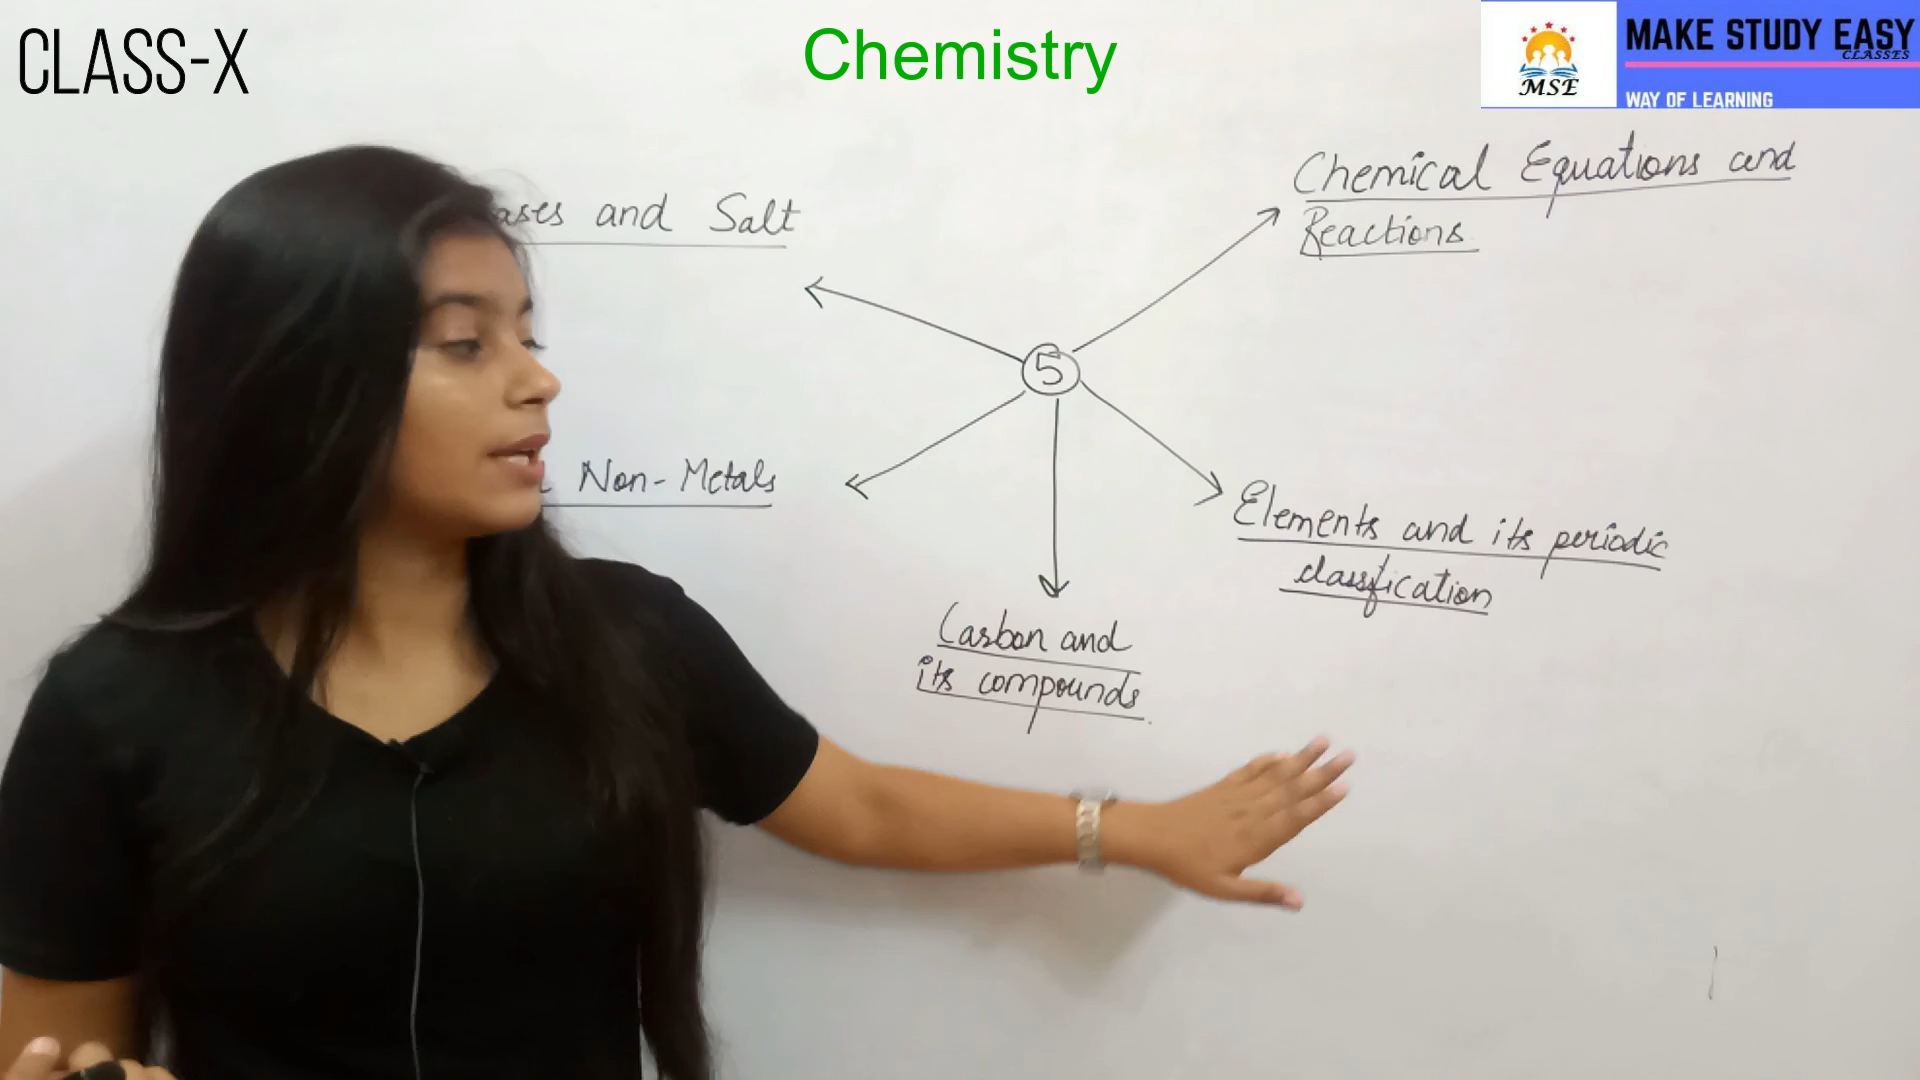 CLASS-X
Chemistry
MAKE STUDY EASY
CLASSES
MSE
WAY OF LEARNING
Chemical Equations and
Reactions
and Salt
5
Non-Metals
Elements and its periodic
classification
Carbon and
its compounds.